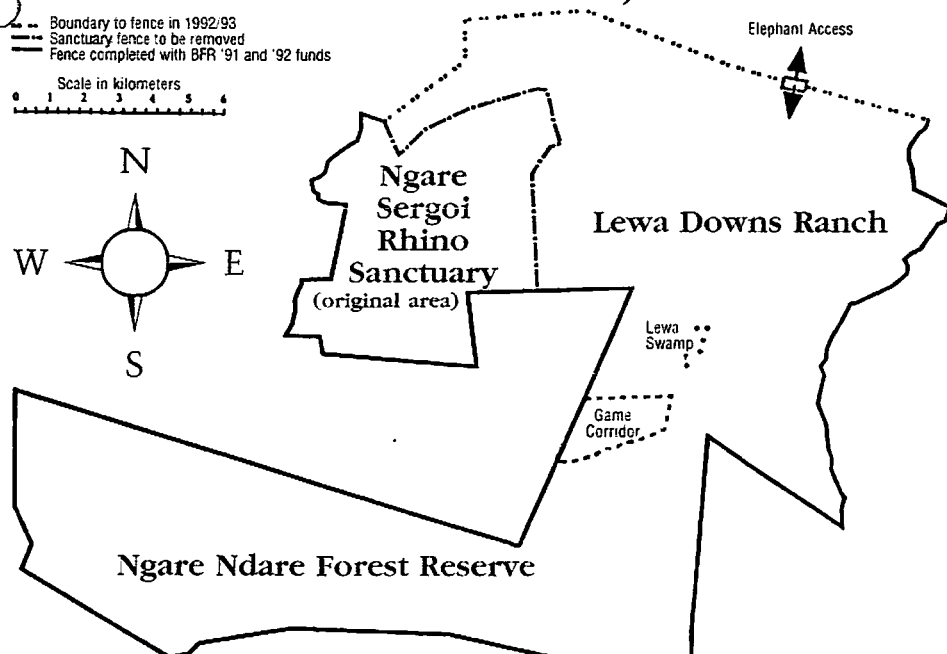 Boundary to fence in 1992/93
Sanctuary fence to be removed
Fence completed with BFR '91 and '92 funds
Scale in kilometers
0 1 2 3 4 5 6
N
W E
S
Elephant Access
Ngare
Sergoi
Rhino
Sanctuary
(original area)
Lewa Downs Ranch
Lewa
Swamp
Game
Corridor
Ngare Ndare Forest Reserve